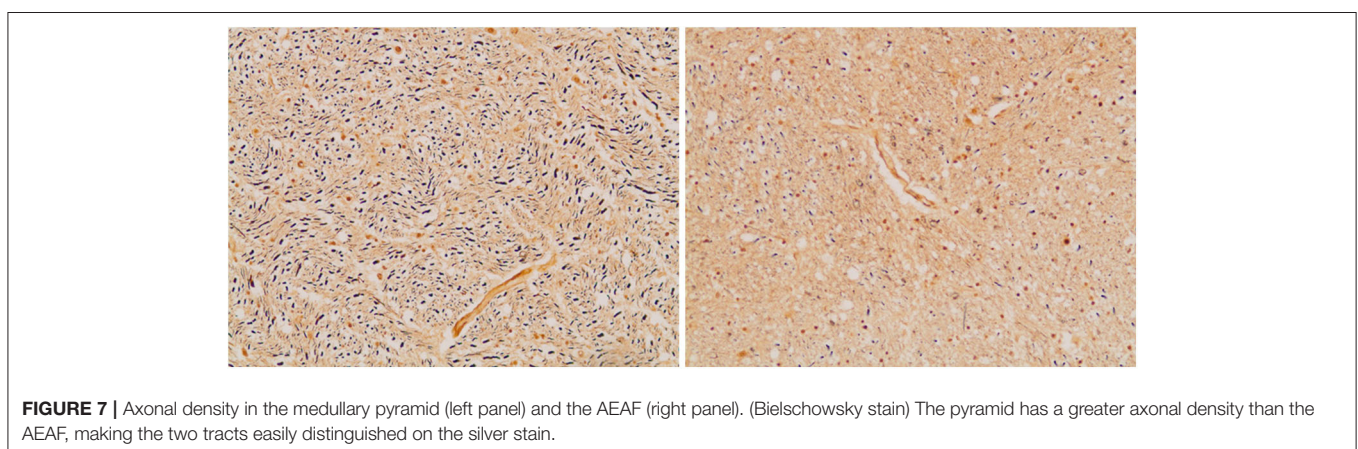 FIGURE 7 | Axonal density in the medullary pyramid (left panel) and the AEAF (right panel). (Bielschowsky stain) The pyramid has a greater axonal density than the
AEAF, making the two tracts easily distinguished on the silver stain.